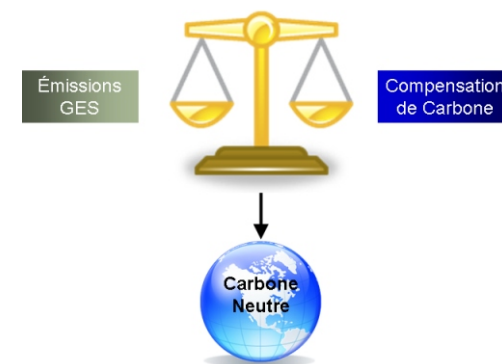 Émissions
GES
Compensation
de Carbone
Carbone
Neutre